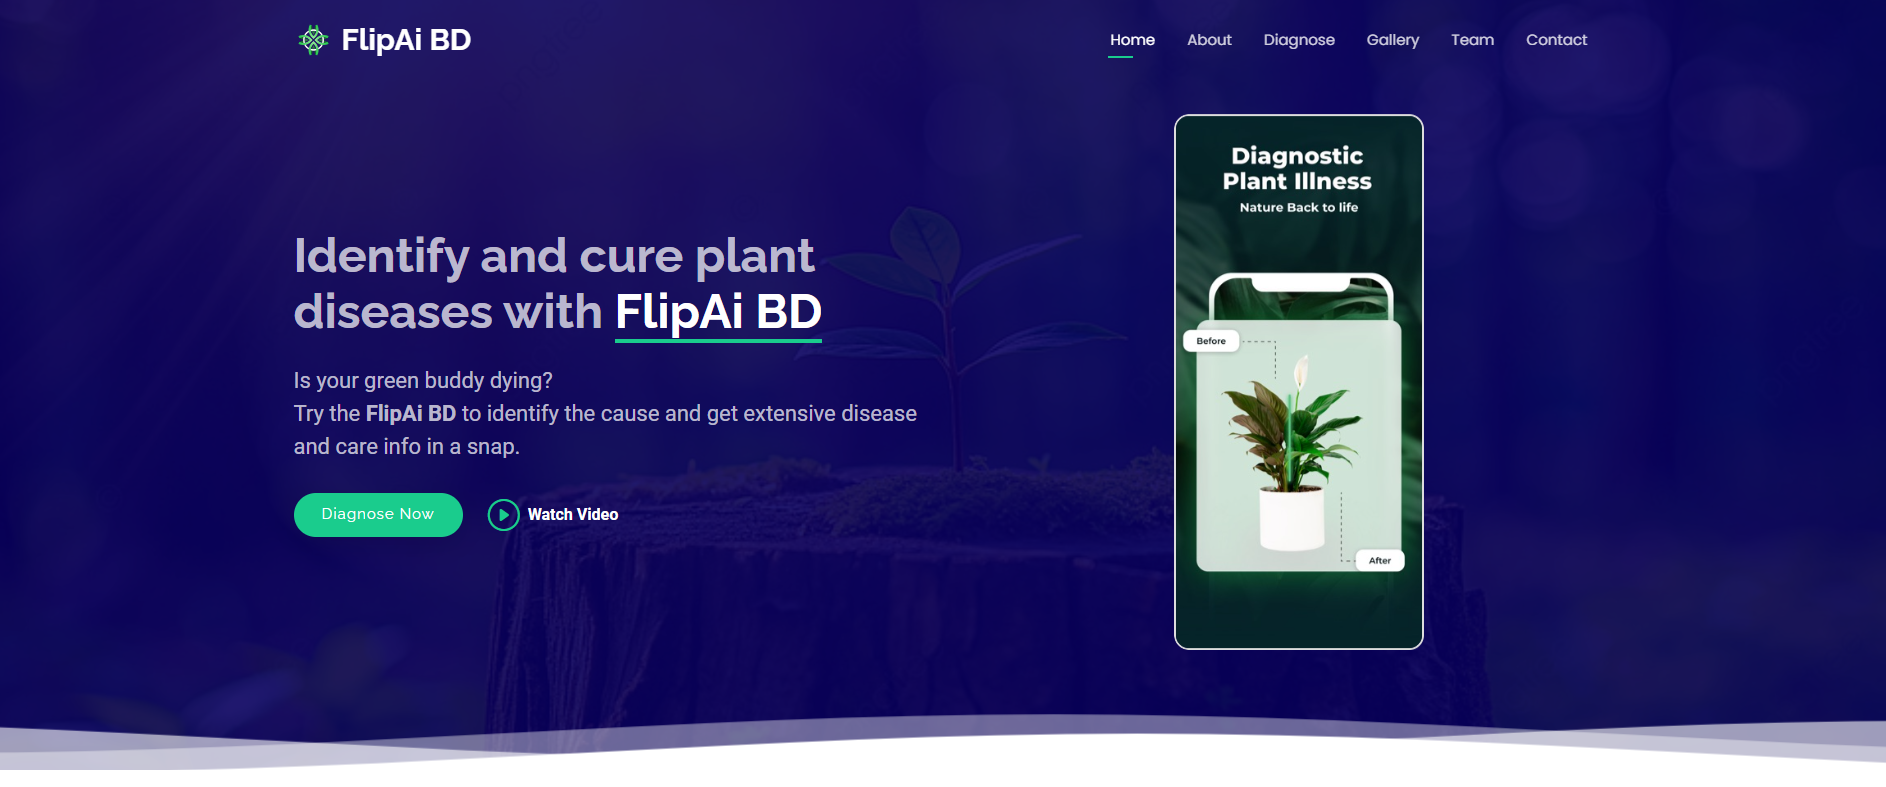 FlipAi BD
Home About Diagnose Gallery Team Contact
Identify and cure plant
diseases with FlipAi BD
Is your green buddy dying?
Try the FlipAi BD to identify the cause and get extensive disease
and care info in a snap.
Diagnose Now
Watch Video
Diagnostic
Plant Illness
Nature Back to life
Before
After